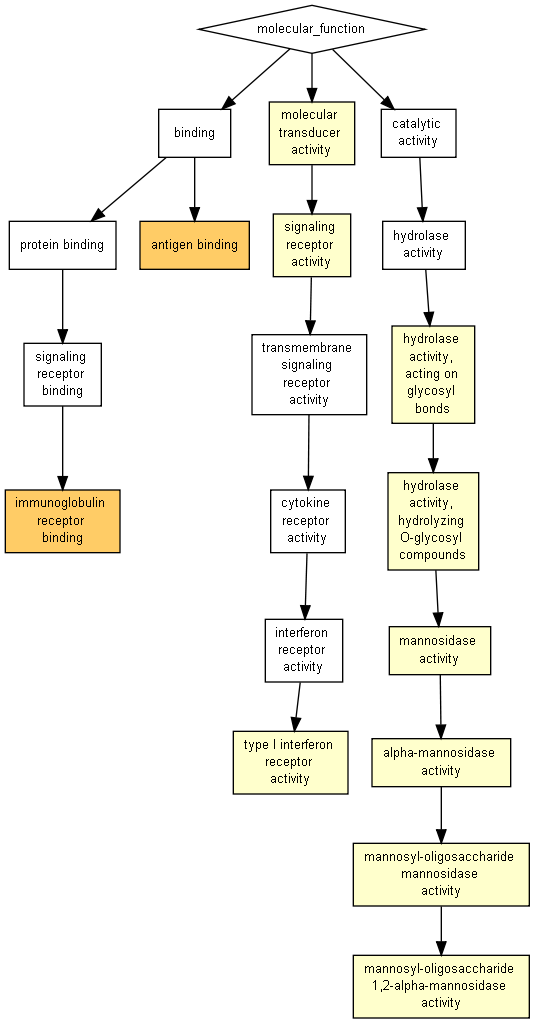 molecular_function
binding
molecular
transducer
activity
catalytic
activity
protein binding
antigen binding
signaling
receptor
activity
hydrolase
activity
signaling
receptor
binding
transmembrane
signaling
receptor
activity
hydrolase
activity,
acting on
glycosyl
bonds
immunoglobulin
receptor
binding
cytokine
receptor
activity
hydrolase
activity,
hydrolyzing
O-glycosyl
compounds
interferon
receptor
activity
mannosidase
activity
type I interferon
receptor
activity
alpha-mannosidase
activity
mannosyl-oligosaccharide
mannosidase
activity
mannosyl-oligosaccharide
1,2-alpha-mannosidase
activity